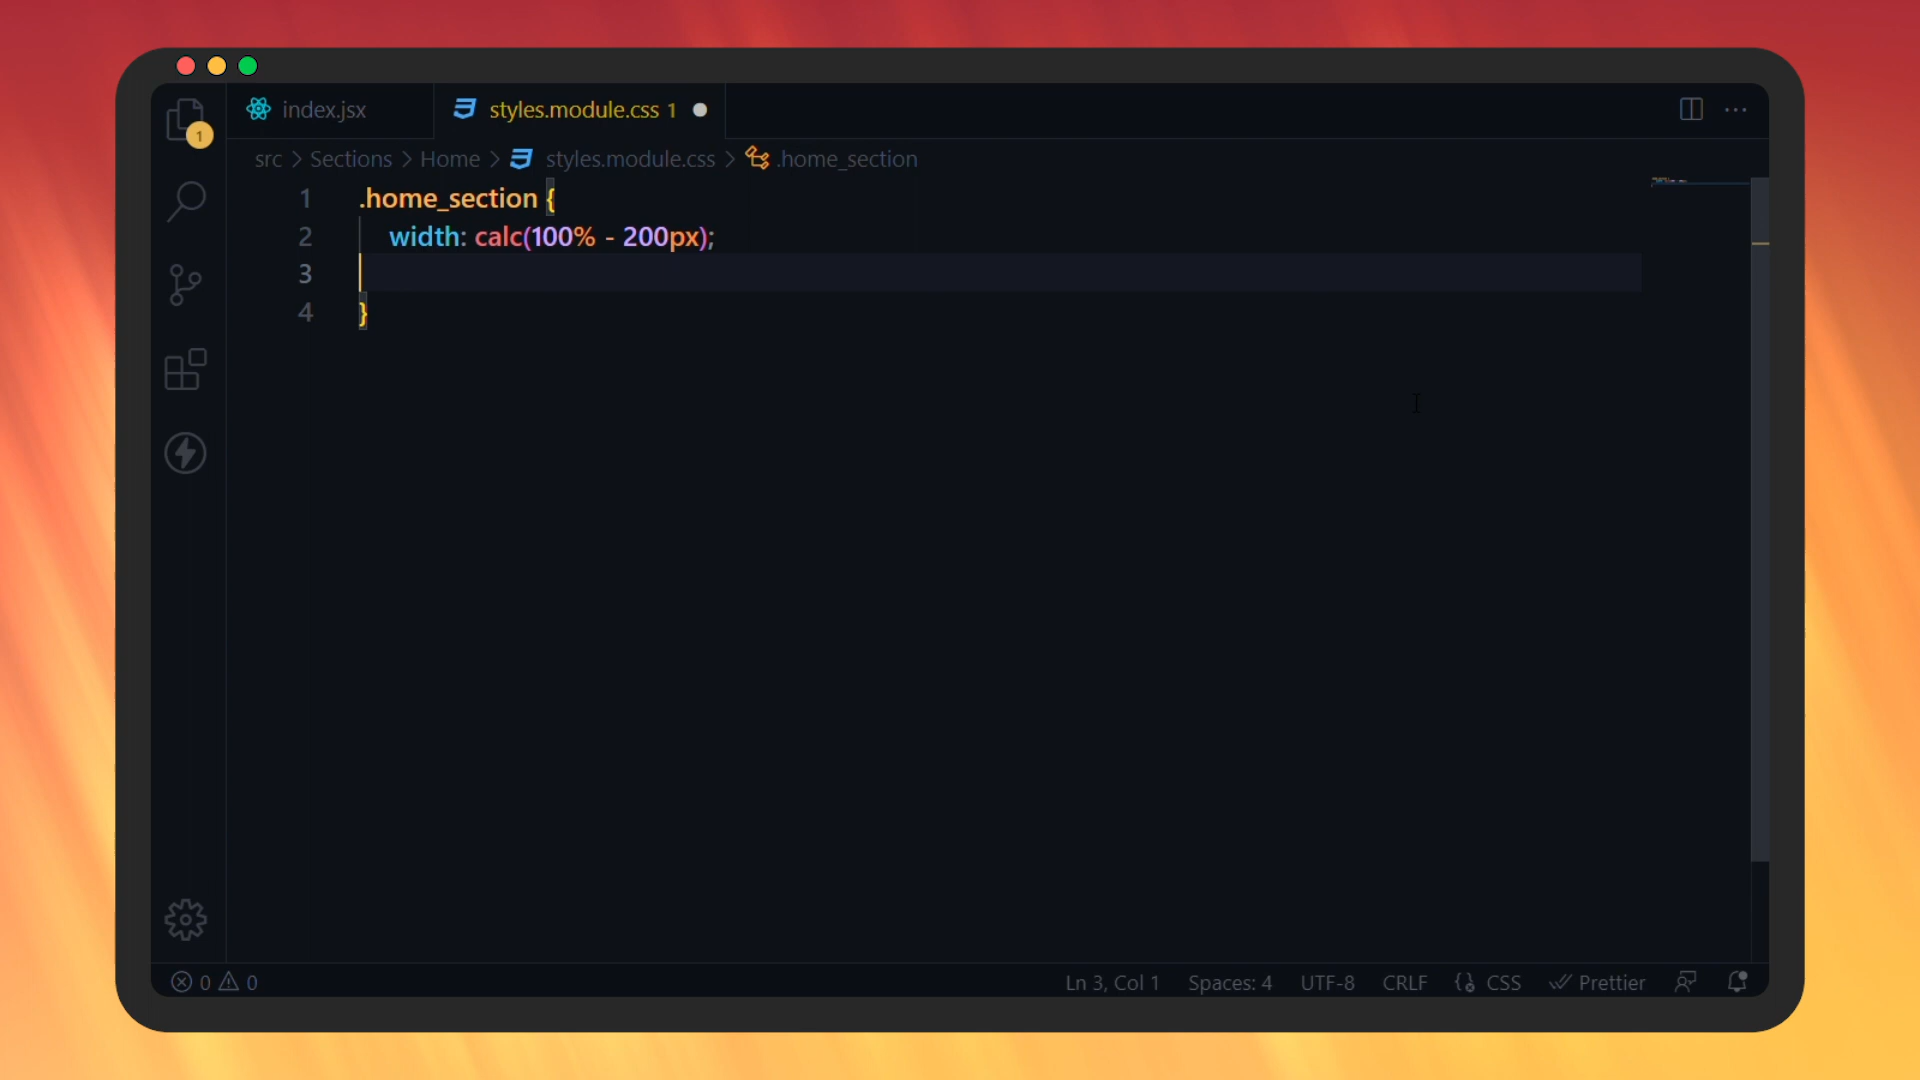 index.jsx
styles.module.css 1
1
src > Sections > Home > styles.module.css > .home_section
1 .home_section {
2 width: calc(100% - 200px);
3
4 }
0 0
Ln 3, Col 1 Spaces: 4 UTF-8 CRLF CSS Prettier